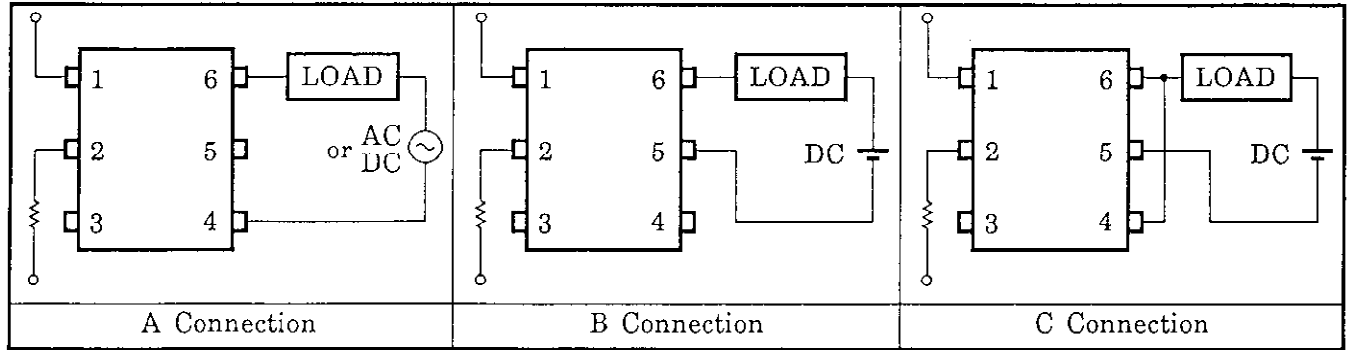 1 6 LOAD
2 5 or AC
DC
3 4
A Connection
1 6 LOAD
2 5 DC
3 4
B Connection
1 6 LOAD
2 5 DC
3 4
C Connection